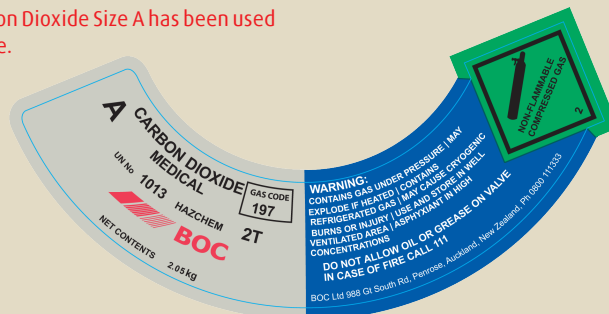 on Dioxide Size A has been used
e.
A
CARBON DIOXIDE
MEDICAL
GAS CODE
197
UN No 1013 HAZCHEM 2T
BOC
NET CONTENTS 2.05kg
WARNING:
CONTAINS GAS UNDER PRESSURE | MAY
EXPLODE IF HEATED | CONTAINS
REFRIGERATED GAS | MAY CAUSE CRYOGENIC
BURNS OR INJURY | USE AND STORE IN WELL
VENTILATED AREA | ASPHYXIANT IN HIGH
CONCENTRATIONS
DO NOT ALLOW OIL OR GREASE ON VALVE
IN CASE OF FIRE CALL 111
BOC Ltd 988 Gt South Rd, Penrose, Auckland, New Zealand, Ph 0800 111333
NON-FLAMMABLE
COMPRESSED GAS
2